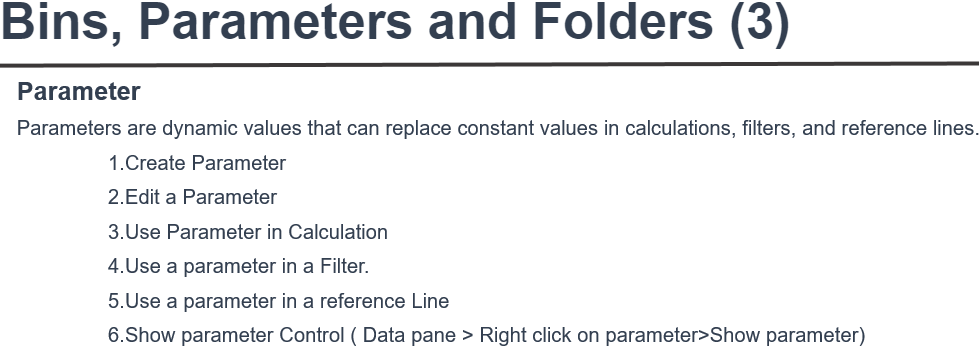 Bins, Parameters and Folders (3)
Parameter
Parameters are dynamic values that can replace constant values in calculations, filters, and reference lines.
1.Create Parameter
2.Edit a Parameter
3.Use Parameter in Calculation
4.Use a parameter in a Filter.
5.Use a parameter in a reference Line
6.Show parameter Control ( Data pane > Right click on parameter>Show parameter)